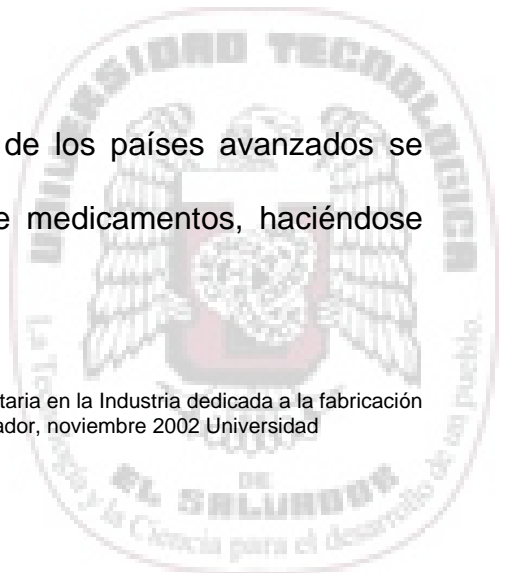 UNIVERSIDAD TECNOLOGICA
de los países avanzados se
e medicamentos, haciéndose
taria en la Industria dedicada a la fabricación
ador, noviembre 2002 Universidad
DE
EL SALVADOR
La Tecnología y la Ciencia para el desarrollo de un pueblo.